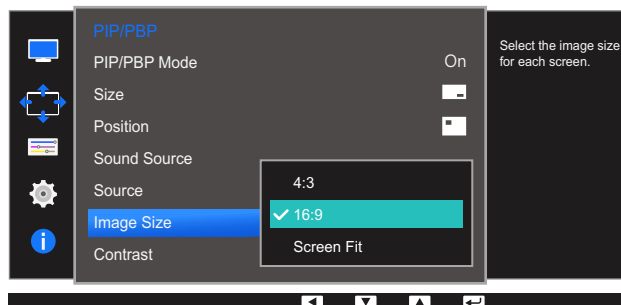 PIP/PBP
PIP/PBP Mode On
Size
Position
Sound Source
Source
Image Size
Contrast
4:3
16:9
Screen Fit
Select the image size
for each screen.